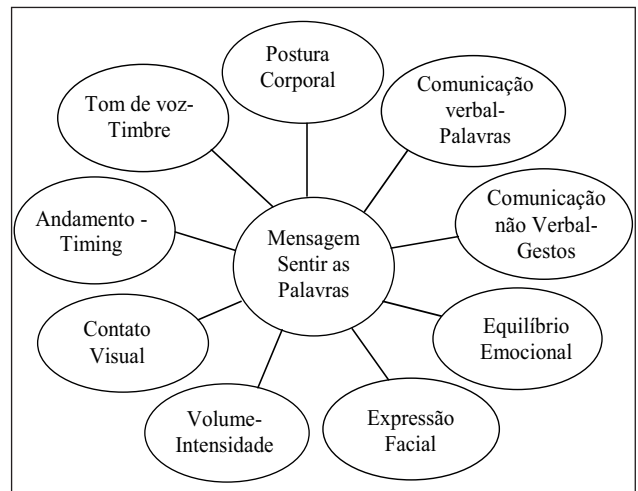 Postura
Corporal
Comunicação
verbal-
Palavras
Comunicação
não Verbal-
Gestos
Equilíbrio
Emocional
Expressão
Facial
Volume-
Intensidade
Contato
Visual
Andamento -
Timing
Tom de voz-
Timbre
Mensagem
Sentir as
Palavras